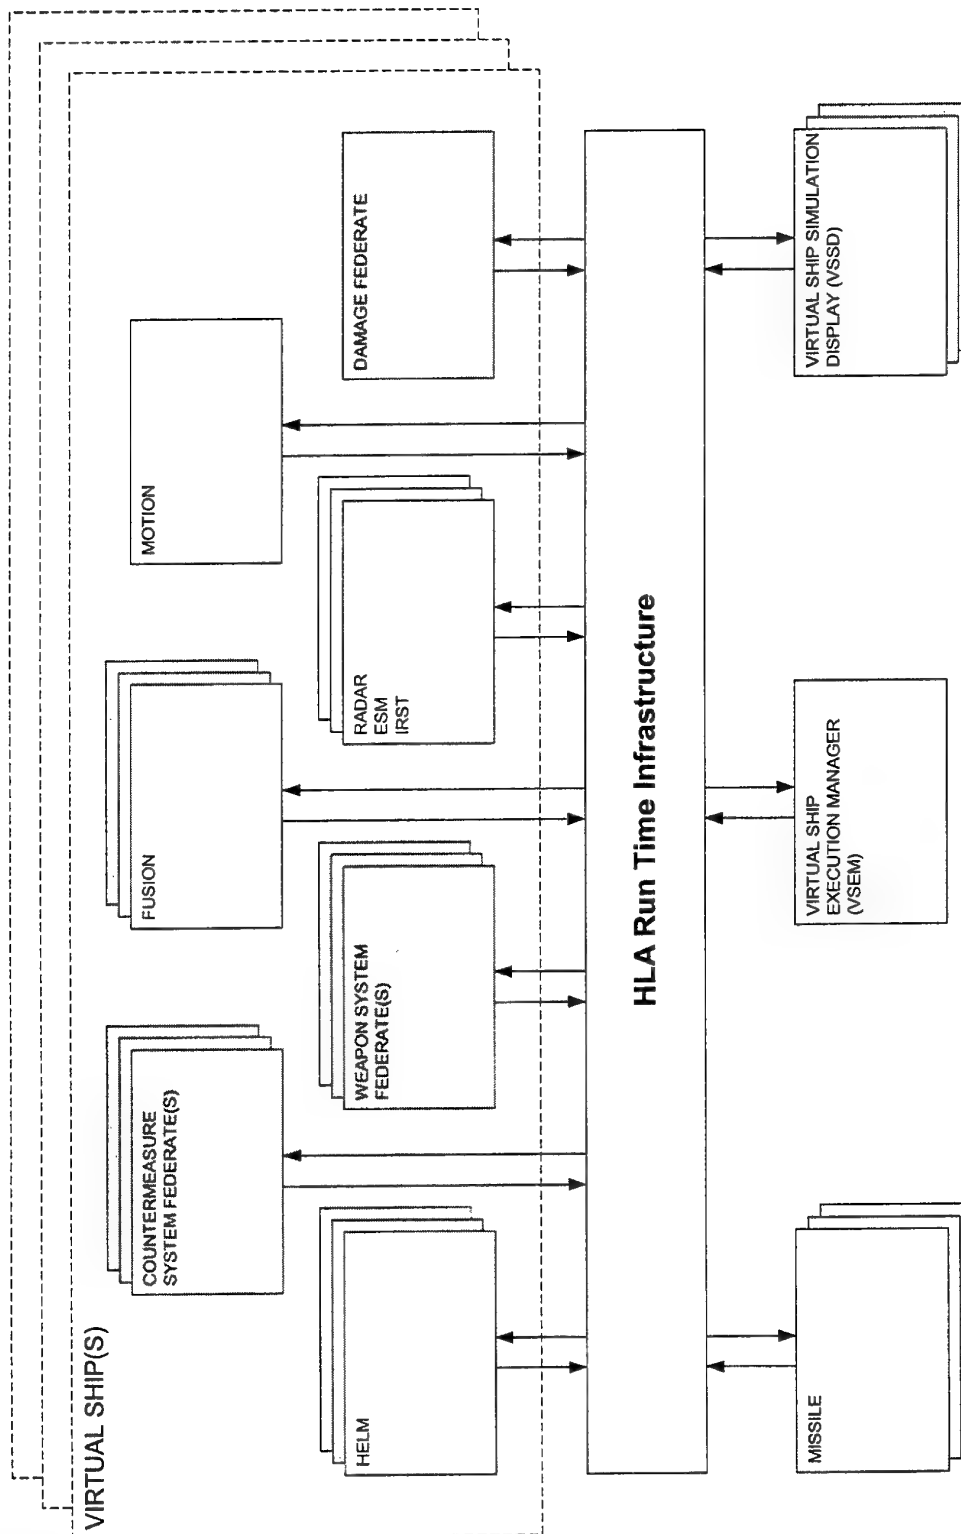 VIRTUAL SHIP(S)
COUNTERMEASURE
SYSTEM FEDERATE(S)
FUSION
MOTION
HELM
WEAPON SYSTEM
FEDERATE(S)
RADAR
ESM
IRST
DAMAGE FEDERATE
HLA Run Time Infrastructure
MISSILE
VIRTUAL SHIP
EXECUTION MANAGER
(VSEM)
VIRTUAL SHIP SIMULATION
DISPLAY (VSSD)